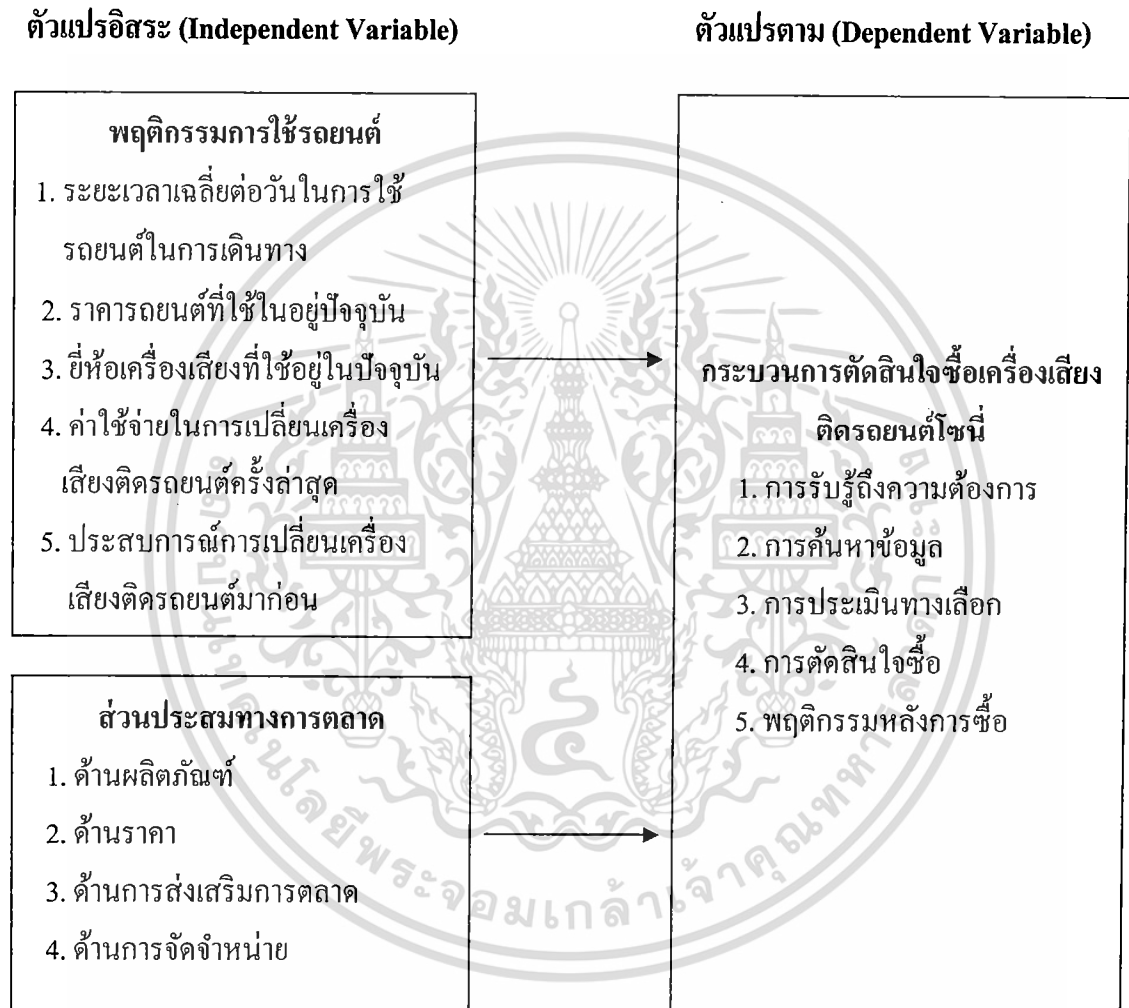 ตัวแปรอิสระ (Independent Variable)
ตัวแปรตาม (Dependent Variable)
พฤติกรรมการใช้รถยนต์
1. ระยะเวลาเฉลี่ยต่อวันในการใช้
รถยนต์ในการเดินทาง
2. ราคารถยนต์ที่ใช้ในอยู่ปัจจุบัน
3. ยี่ห้อเครื่องเสียงที่ใช้อยู่ในปัจจุบัน
4. ค่าใช้จ่ายในการเปลี่ยนเครื่อง
เสียงติดรถยนต์ครั้งล่าสุด
5. ประสบการณ์การเปลี่ยนเครื่อง
เสียงติดรถยนต์มาก่อน
ส่วนประสมทางการตลาด
1. ด้านผลิตภัณฑ์
2. ด้านราคา
3. ด้านการส่งเสริมการตลาด
4. ด้านการจัดจำหน่าย
กระบวนการตัดสินใจซื้อเครื่องเสียง
ติดรถยนต์โซนี่
1. การรับรู้ถึงความต้องการ
2. การค้นหาข้อมูล
3. การประเมินทางเลือก
4. การตัดสินใจซื้อ
5. พฤติกรรมหลังการซื้อ